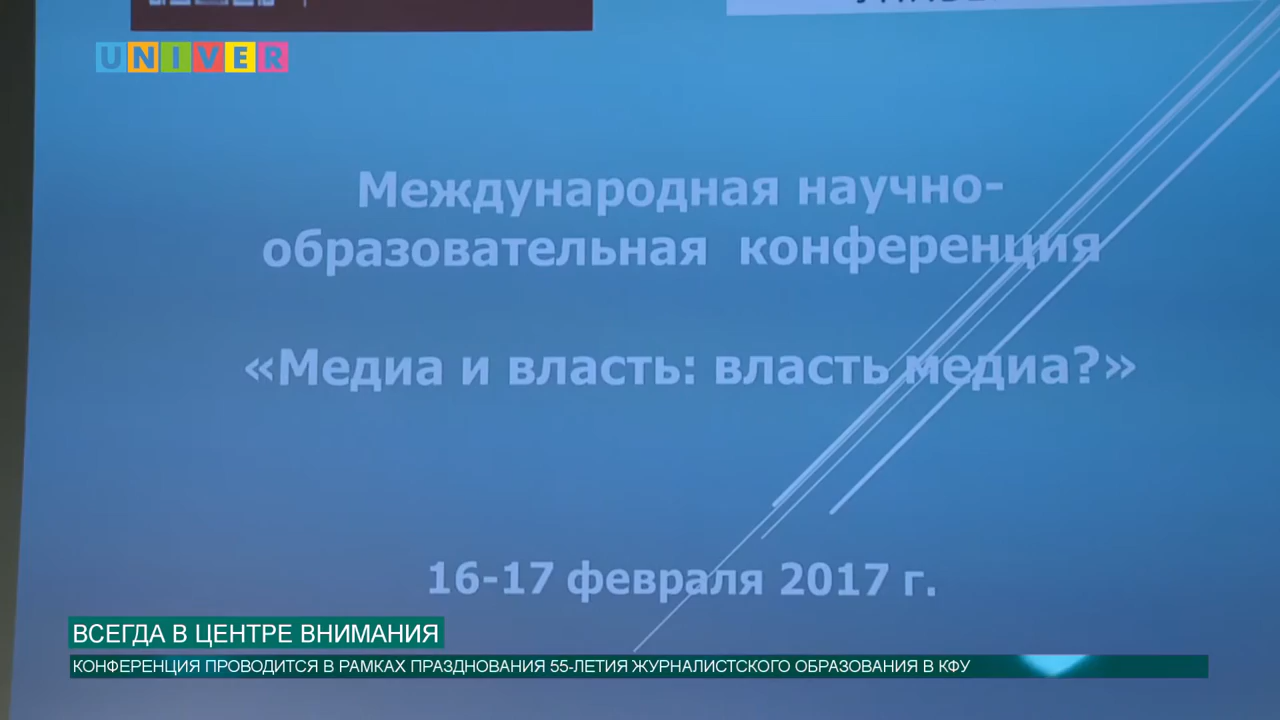 UNIVER
Международная научно-
образовательная конференция
«Медиа и власть: власть медиа?»
16-17 февраля 2017 г.
ВСЕГДА В ЦЕНТРЕ ВНИМАНИЯ
КОНФЕРЕНЦИЯ ПРОВОДИТСЯ В РАМКАХ ПРАЗДНОВАНИЯ 55-ЛЕТИЯ ЖУРНАЛИСТСКОГО ОБРАЗОВАНИЯ В КФУ